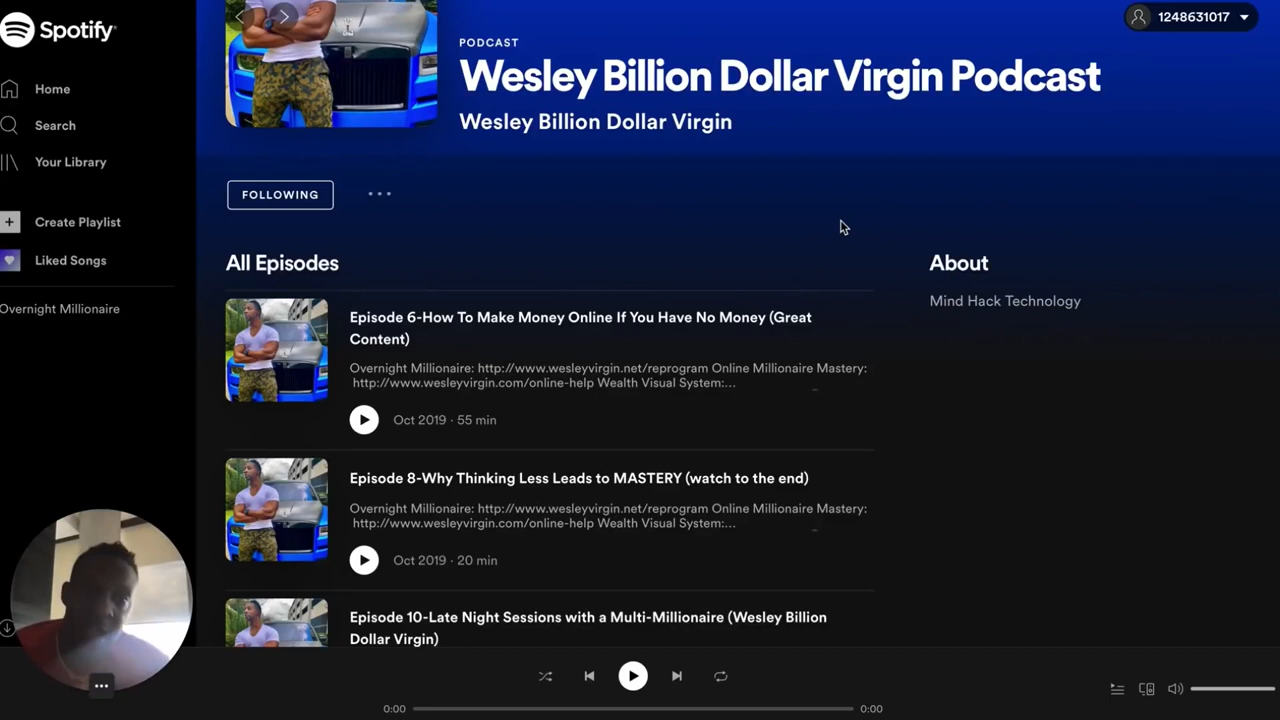 Spotify
Home
Search
Your Library
Create Playlist
Liked Songs
Overnight Millionaire
1248631017
PODCAST
Wesley Billion Dollar Virgin Podcast
Wesley Billion Dollar Virgin
FOLLOWING
All Episodes
Episode 6-How To Make Money Online If You Have No Money (Great
Content)
Overnight Millionaire: http://www.wesleyvirgin.net/reprogram Online Millionaire Mastery:
http://www.wesleyvirgin.com/online-help Wealth Visual System:...
Oct 2019 · 55 min
Episode 8-Why Thinking Less Leads to MASTERY (watch to the end)
Overnight Millionaire: http://www.wesleyvirgin.net/reprogram Online Millionaire Mastery:
http://www.wesleyvirgin.com/online-help Wealth Visual System:...
Oct 2019 · 20 min
Episode 10-Late Night Sessions with a Multi-Millionaire (Wesley Billion
Dollar Virgin)
About
Mind Hack Technology
0:00
0:00